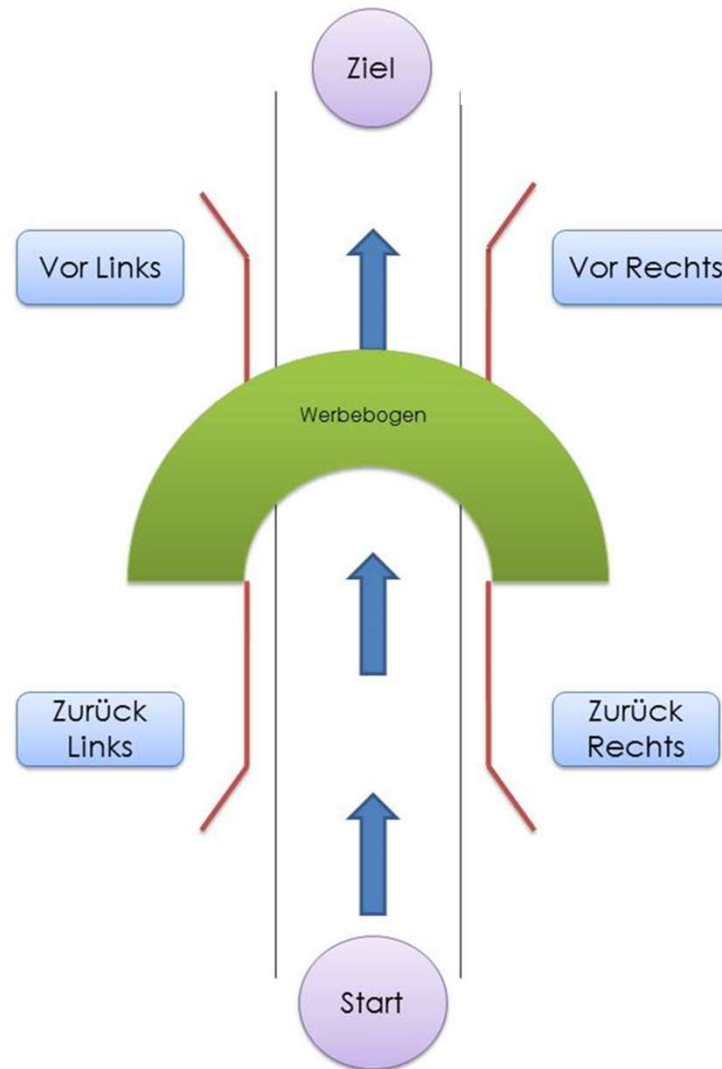 Ziel
Vor Links
Vor Rechts
Werbebogen
Zurück
Links
Zurück
Rechts
Start